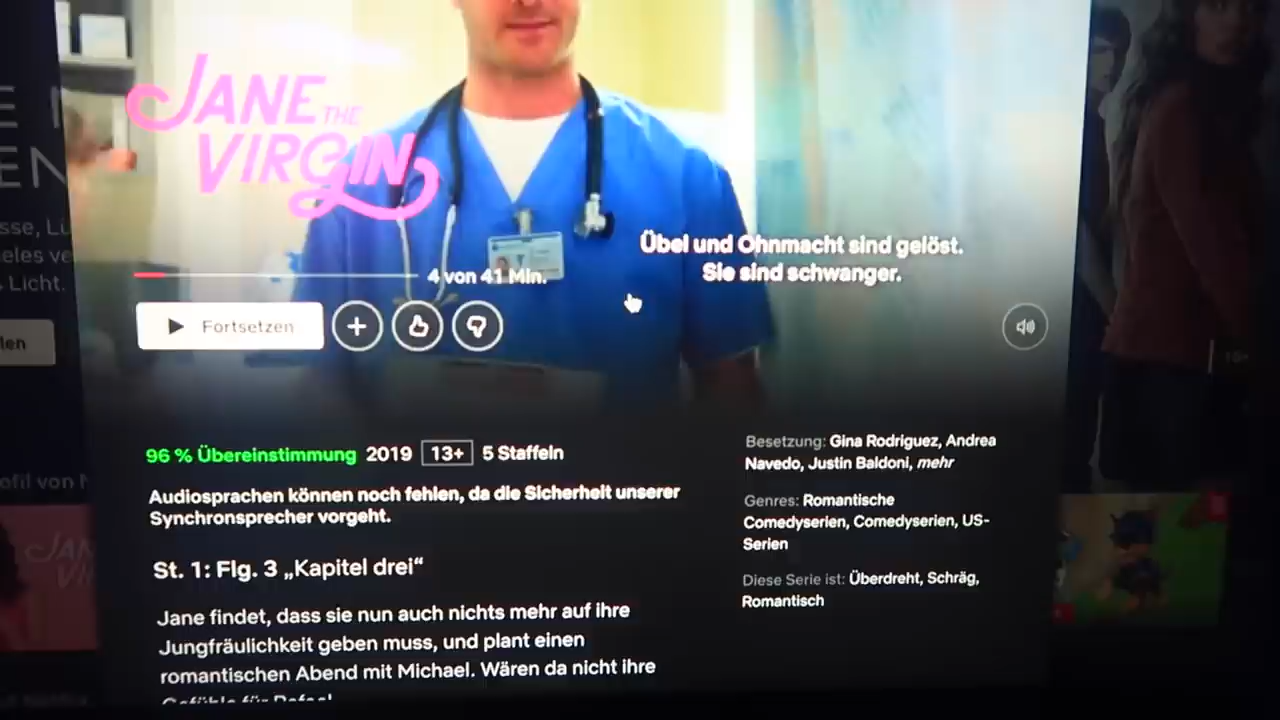 JANE THE
VIRGIN
Übel und Ohnmacht sind gelöst.
Sie sind schwanger.
4 von 41 Min.
Fortsetzen
96 % Übereinstimmung 2019 13+ 5 Staffeln
Audiosprachen können noch fehlen, da die Sicherheit unserer
Synchronsprecher vorgeht.
St. 1: Flg. 3 „Kapitel drei“
Jane findet, dass sie nun auch nichts mehr auf ihre
Jungfräulichkeit geben muss, und plant einen
romantischen Abend mit Michael. Wären da nicht ihre
Besetzung: Gina Rodriguez, Andrea
Navedo, Justin Baldoni, mehr
Genres: Romantische
Comedyserien, Comedyserien, US-
Serien
Diese Serie ist: Überdreht, Schräg,
Romantisch